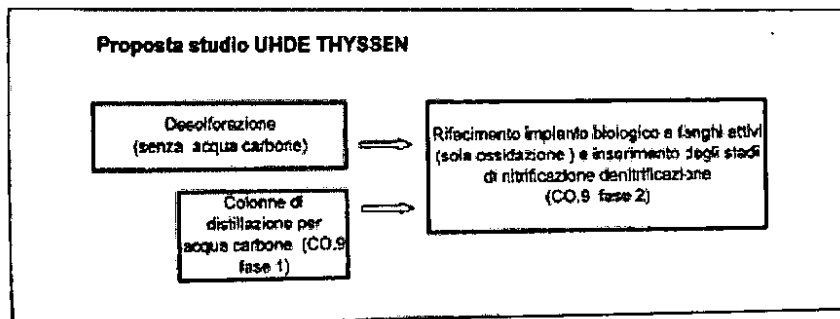 Proposta studio UHDE THYSSEN
Desolforazione
(senza acqua carbone)
Rifacimento impianto biologico a fanghi attivi
(sola ossidazione ) e inserimento degli stadi
di nitrificazione denitrificazione
(CO.9 fase 2)
Colonne di
distillazione per
acqua carbone (CO.9
fase 1)